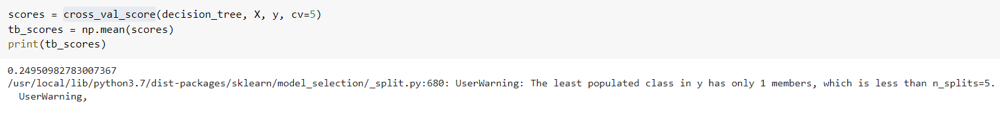 scores = cross_val_score(decision_tree, X, y, cv=5)
tb_scores = np.mean(scores)
print(tb_scores)
0.24950982783007367
/usr/local/lib/python3.7/dist-packages/sklearn/model_selection/_split.py:680: UserWarning: The least populated class in y has only 1 members, which is less than n_splits=5.
  UserWarning,